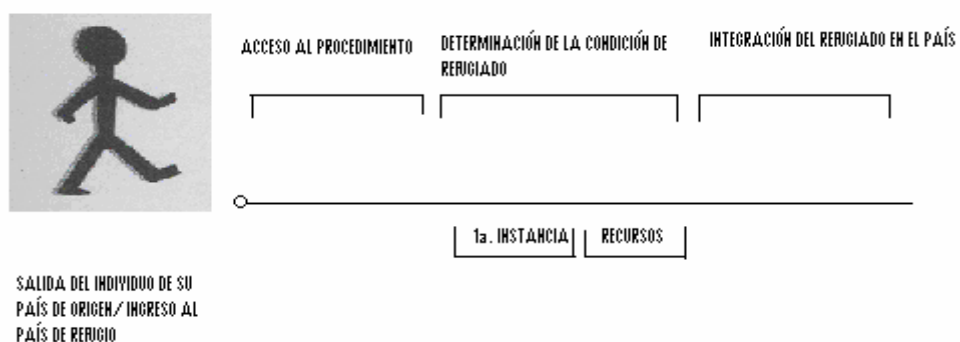 ACCESO AL PROCEDIMIENTO
DETERMINACIÓN DE LA CONDICIÓN DE
REFUGIADO
INTEGRACIÓN DEL REFUGIADO EN EL PAÍS
1a. INSTANCIA
RECURSOS
SALIDA DEL INDIVIDUO DE SU
PAÍS DE ORIGEN/ INGRESO AL
PAÍS DE REFUGIO